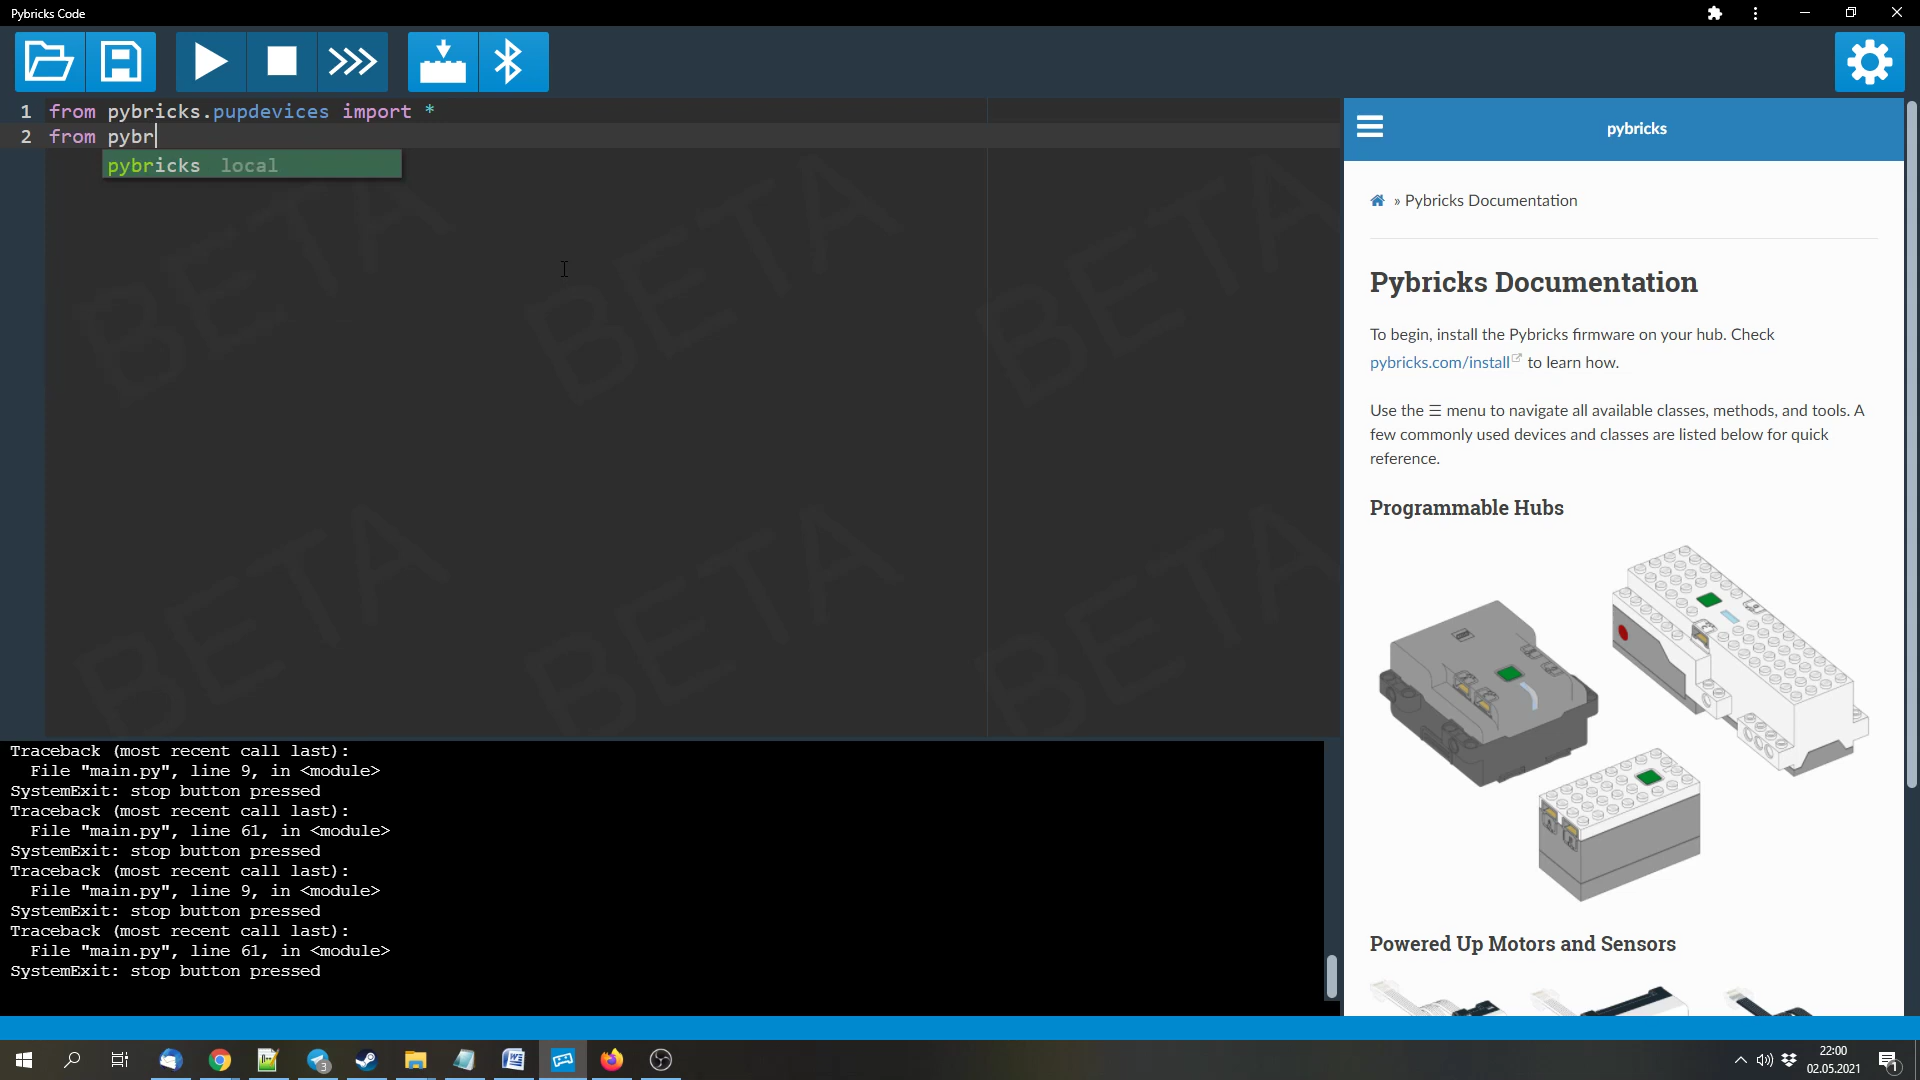 Pybricks Code
1 from pybricks.pupdevices import *
2 from pybr
pybricks local
BETA BETA BETA
BETA BETA BETA
Traceback (most recent call last):
File "main.py", line 9, in <module>
SystemExit: stop button pressed
Traceback (most recent call last):
File "main.py", line 61, in <module>
SystemExit: stop button pressed
Traceback (most recent call last):
File "main.py", line 9, in <module>
SystemExit: stop button pressed
Traceback (most recent call last):
File "main.py", line 61, in <module>
SystemExit: stop button pressed
pybricks
» Pybricks Documentation
Pybricks Documentation
To begin, install the Pybricks firmware on your hub. Check
pybricks.com/install to learn how.
Use the ☰ menu to navigate all available classes, methods, and tools. A
few commonly used devices and classes are listed below for quick
reference.
Programmable Hubs
Powered Up Motors and Sensors
3
22:00
02.05.2021
1